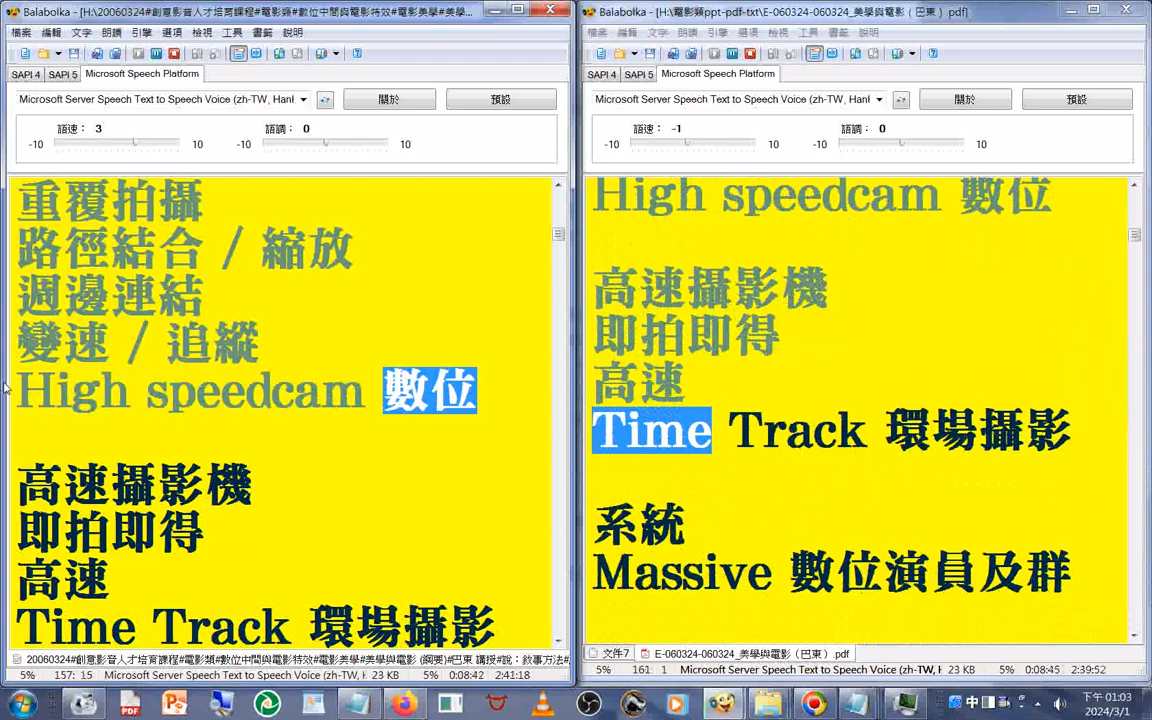 Balabolka - [H:\20060324#創意影音人才培育課程#電影類#數位中間與電影特效#電影美學#美學...
檔案 編輯 文字 朗讀 引擎 選項 檢視 工具 書籤 說明
SAPI 4 SAPI 5 Microsoft Speech Platform
Microsoft Server Speech Text to Speech Voice (zh-TW, Hanl
關於 預設
語速： 3 語調： 0
-10 10 -10 10
重覆拍攝
路徑結合 / 縮放
週邊連結
變速 / 追縱
High speedcam 數位
高速攝影機
即拍即得
高速
Time Track 環場攝影
20060324#創意影音人才培育課程#電影類#數位中間與電影特效#電影美學#美學與電影 (綱要)#巴東 講授#說：敘事方法#
5% 157: 15 Microsoft Server Speech Text to Speech Voice (zh-TW, HanHan) 23 KB 5% 0:08:42 2:41:18
Balabolka - [H:\電影類ppt-pdf-txt\E-060324-060324_美學與電影（巴東）.pdf]
檔案 編輯 文字 朗讀 引擎 選項 檢視 工具 書籤 說明
SAPI 4 SAPI 5 Microsoft Speech Platform
Microsoft Server Speech Text to Speech Voice (zh-TW, Hanl
關於 預設
語速： -1 語調： 0
-10 10 -10 10
High speedcam 數位
高速攝影機
即拍即得
高速
Time Track 環場攝影
系統
Massive 數位演員及群
文件7 E-060324-060324_美學與電影（巴東）.pdf
5% 161: 1 Microsoft Server Speech Text to Speech Voice (zh-TW, HanHan) 23 KB 5% 0:08:45 2:39:52
中 下午 01:03
2024/3/1